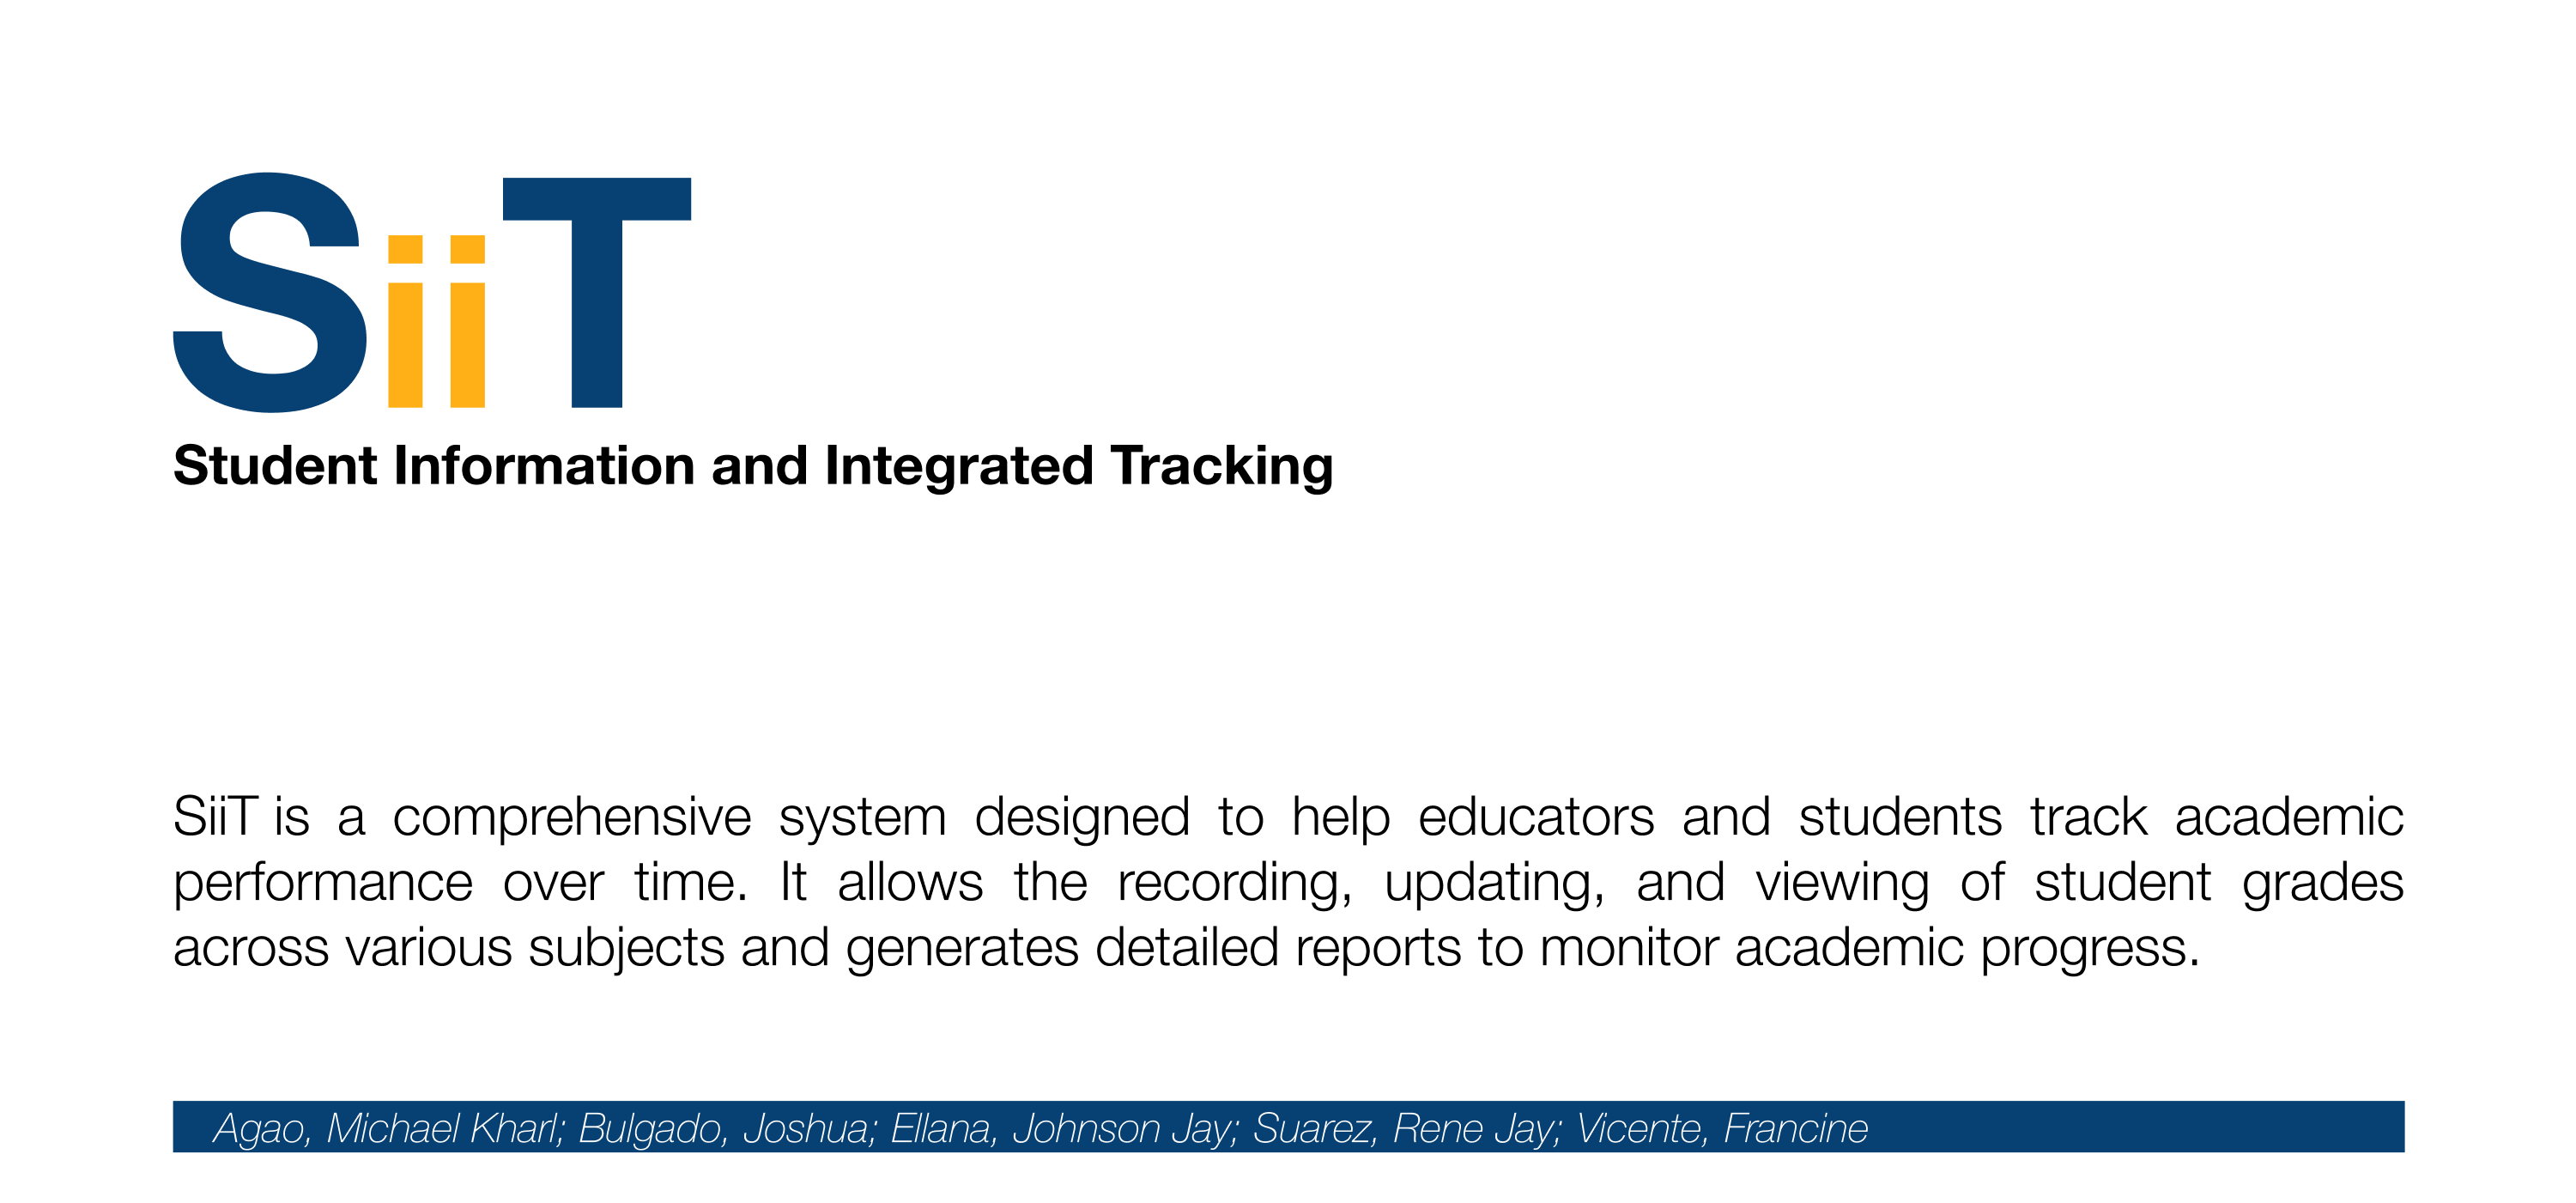 SiiT
Student Information and Integrated Tracking
SiiT is a comprehensive system designed to help educators and students track academic
performance over time. It allows the recording, updating, and viewing of student grades
across various subjects and generates detailed reports to monitor academic progress.
Agao, Michael Kharl; Bulgado, Joshua; Ellana, Johnson Jay; Suarez, Rene Jay; Vicente, Francine